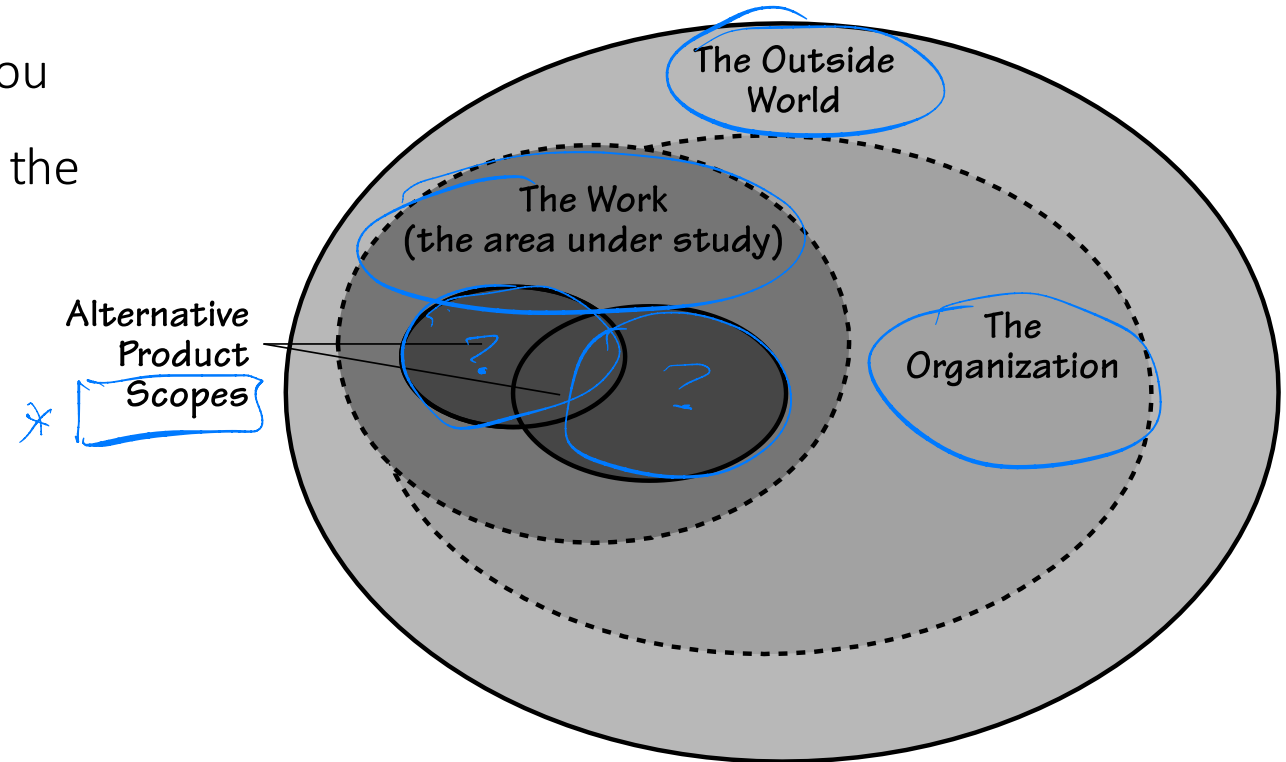 ou
the
The Outside
World
The Work
(the area under study)
Alternative
Product
Scopes
*
?
?
The
Organization